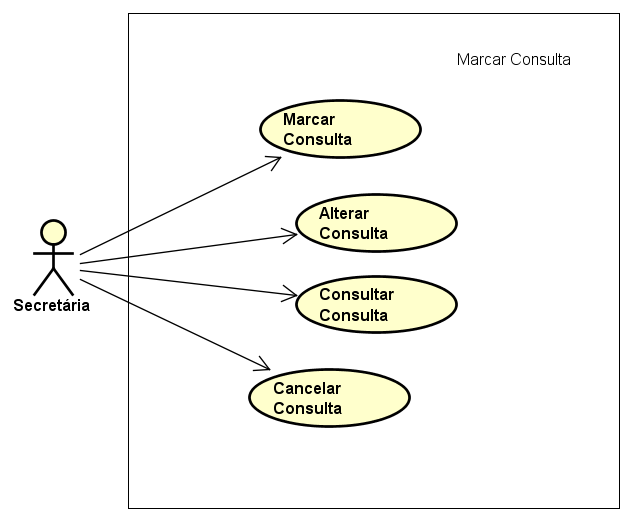 Marcar Consulta
Marcar
Consulta
Alterar
Consulta
Secretária
Consultar
Consulta
Cancelar
Consulta